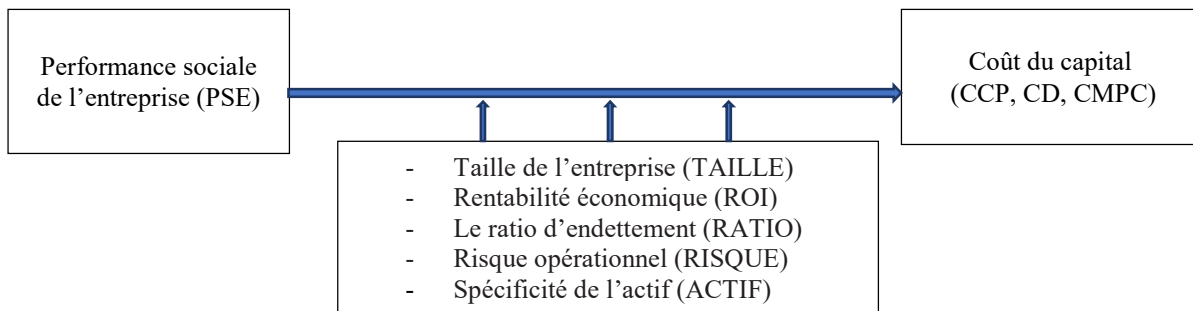 Performance sociale
de l’entreprise (PSE)
Coût du capital
(CCP, CD, CMPC)
- Taille de l’entreprise (TAILLE)
- Rentabilité économique (ROI)
- Le ratio d’endettement (RATIO)
- Risque opérationnel (RISQUE)
- Spécificité de l’actif (ACTIF)